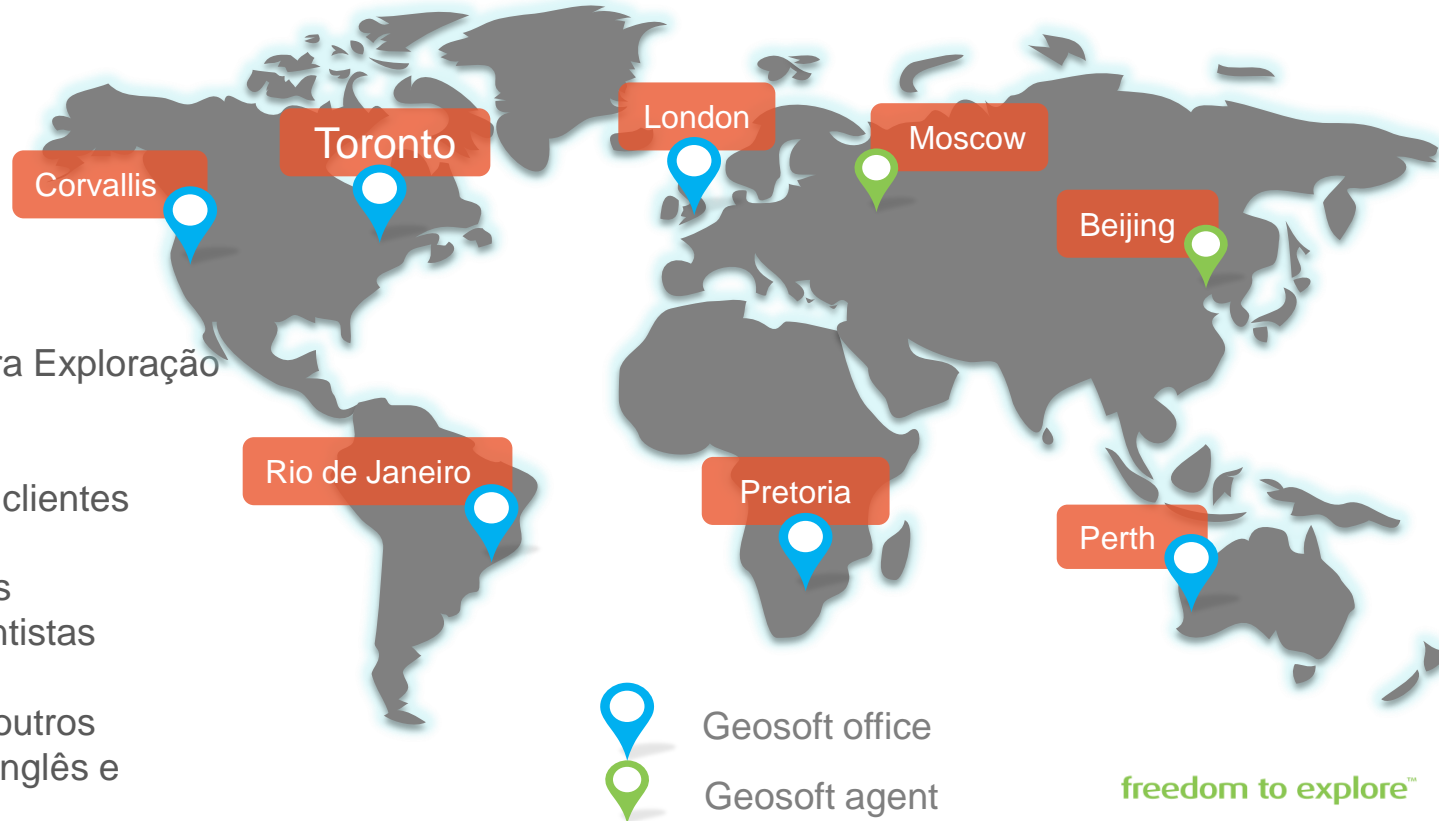 London
Toronto
Moscow
Corvallis
Beijing
ra Exploração
Rio de Janeiro
clientes
Pretoria
Perth
s
ntistas
outros
nglês e
Geosoft office
Geosoft agent
freedom to explore™